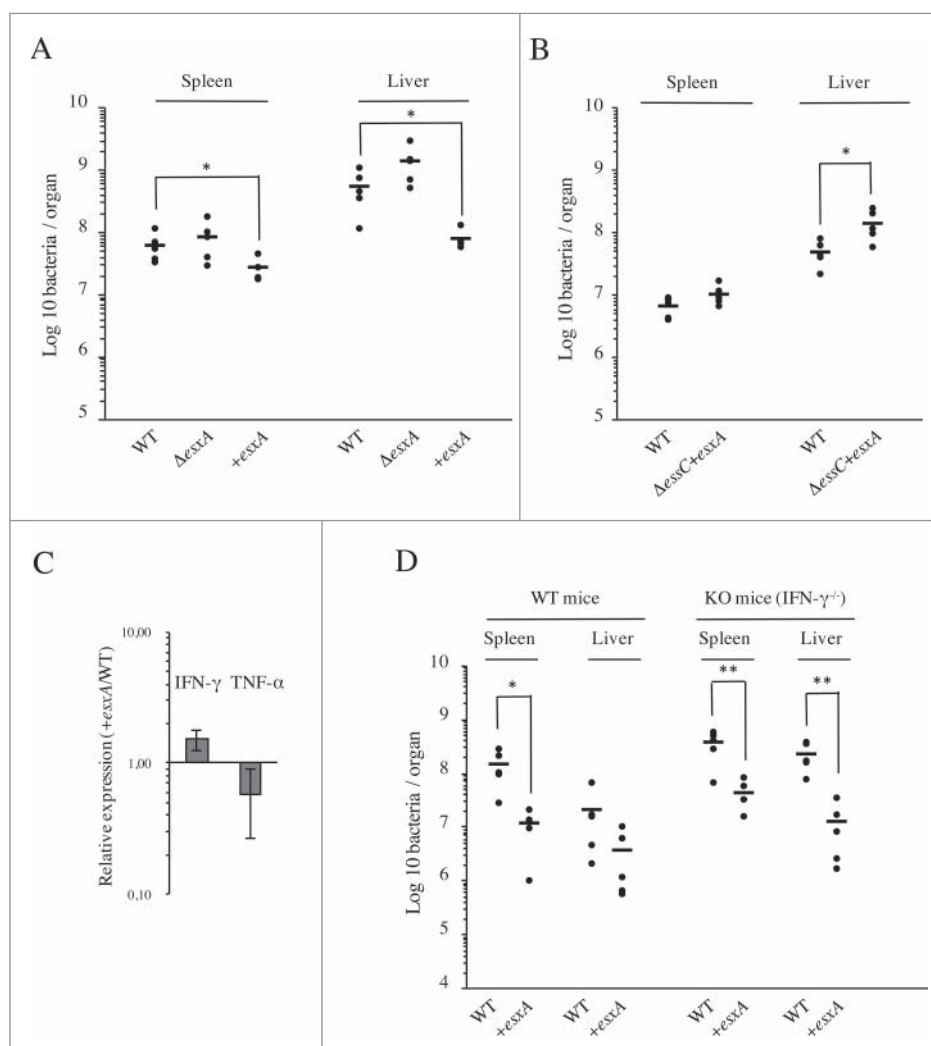 A
Spleen
Liver
Log 10 bacteria / organ
10
9
8
7
6
5
*
*
WT
ΔesxA
+esxA
WT
ΔesxA
+esxA
B
Spleen
Liver
Log 10 bacteria / organ
10
9
8
7
6
5
*
WT
ΔessC+esxA
WT
ΔessC+esxA
C
Relative expression (+esxA/WT)
10,00
1,00
0,10
IFN-γ TNF-α
D
WT mice
KO mice (IFN-γ-/-)
Spleen
Liver
Spleen
Liver
Log 10 bacteria / organ
10
9
8
7
6
5
4
*
**
**
WT
+esxA
WT
+esxA
WT
+esxA
WT
+esxA